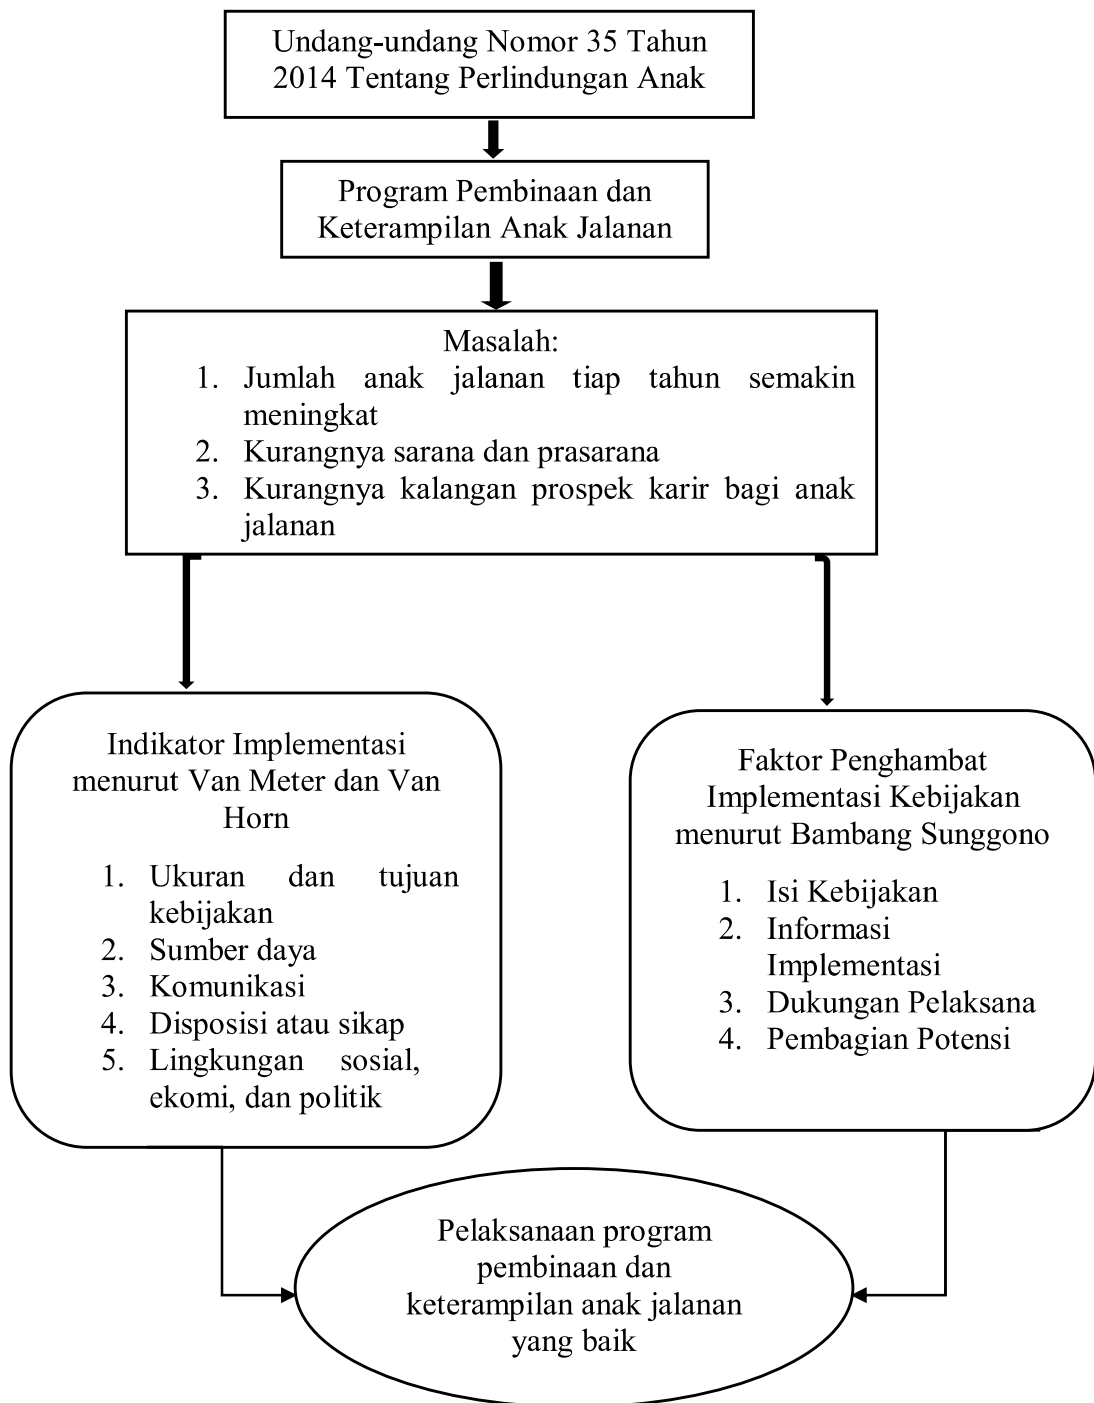 Undang-undang Nomor 35 Tahun
2014 Tentang Perlindungan Anak
Program Pembinaan dan
Keterampilan Anak Jalanan
Masalah:
1. Jumlah anak jalanan tiap tahun semakin
meningkat
2. Kurangnya sarana dan prasarana
3. Kurangnya kalangan prospek karir bagi anak
jalanan
Indikator Implementasi
menurut Van Meter dan Van
Horn
1. Ukuran dan tujuan
kebijakan
2. Sumber daya
3. Komunikasi
4. Disposisi atau sikap
5. Lingkungan sosial,
ekomi, dan politik
Faktor Penghambat
Implementasi Kebijakan
menurut Bambang Sunggono
1. Isi Kebijakan
2. Informasi
Implementasi
3. Dukungan Pelaksana
4. Pembagian Potensi
Pelaksanaan program
pembinaan dan
keterampilan anak jalanan
yang baik